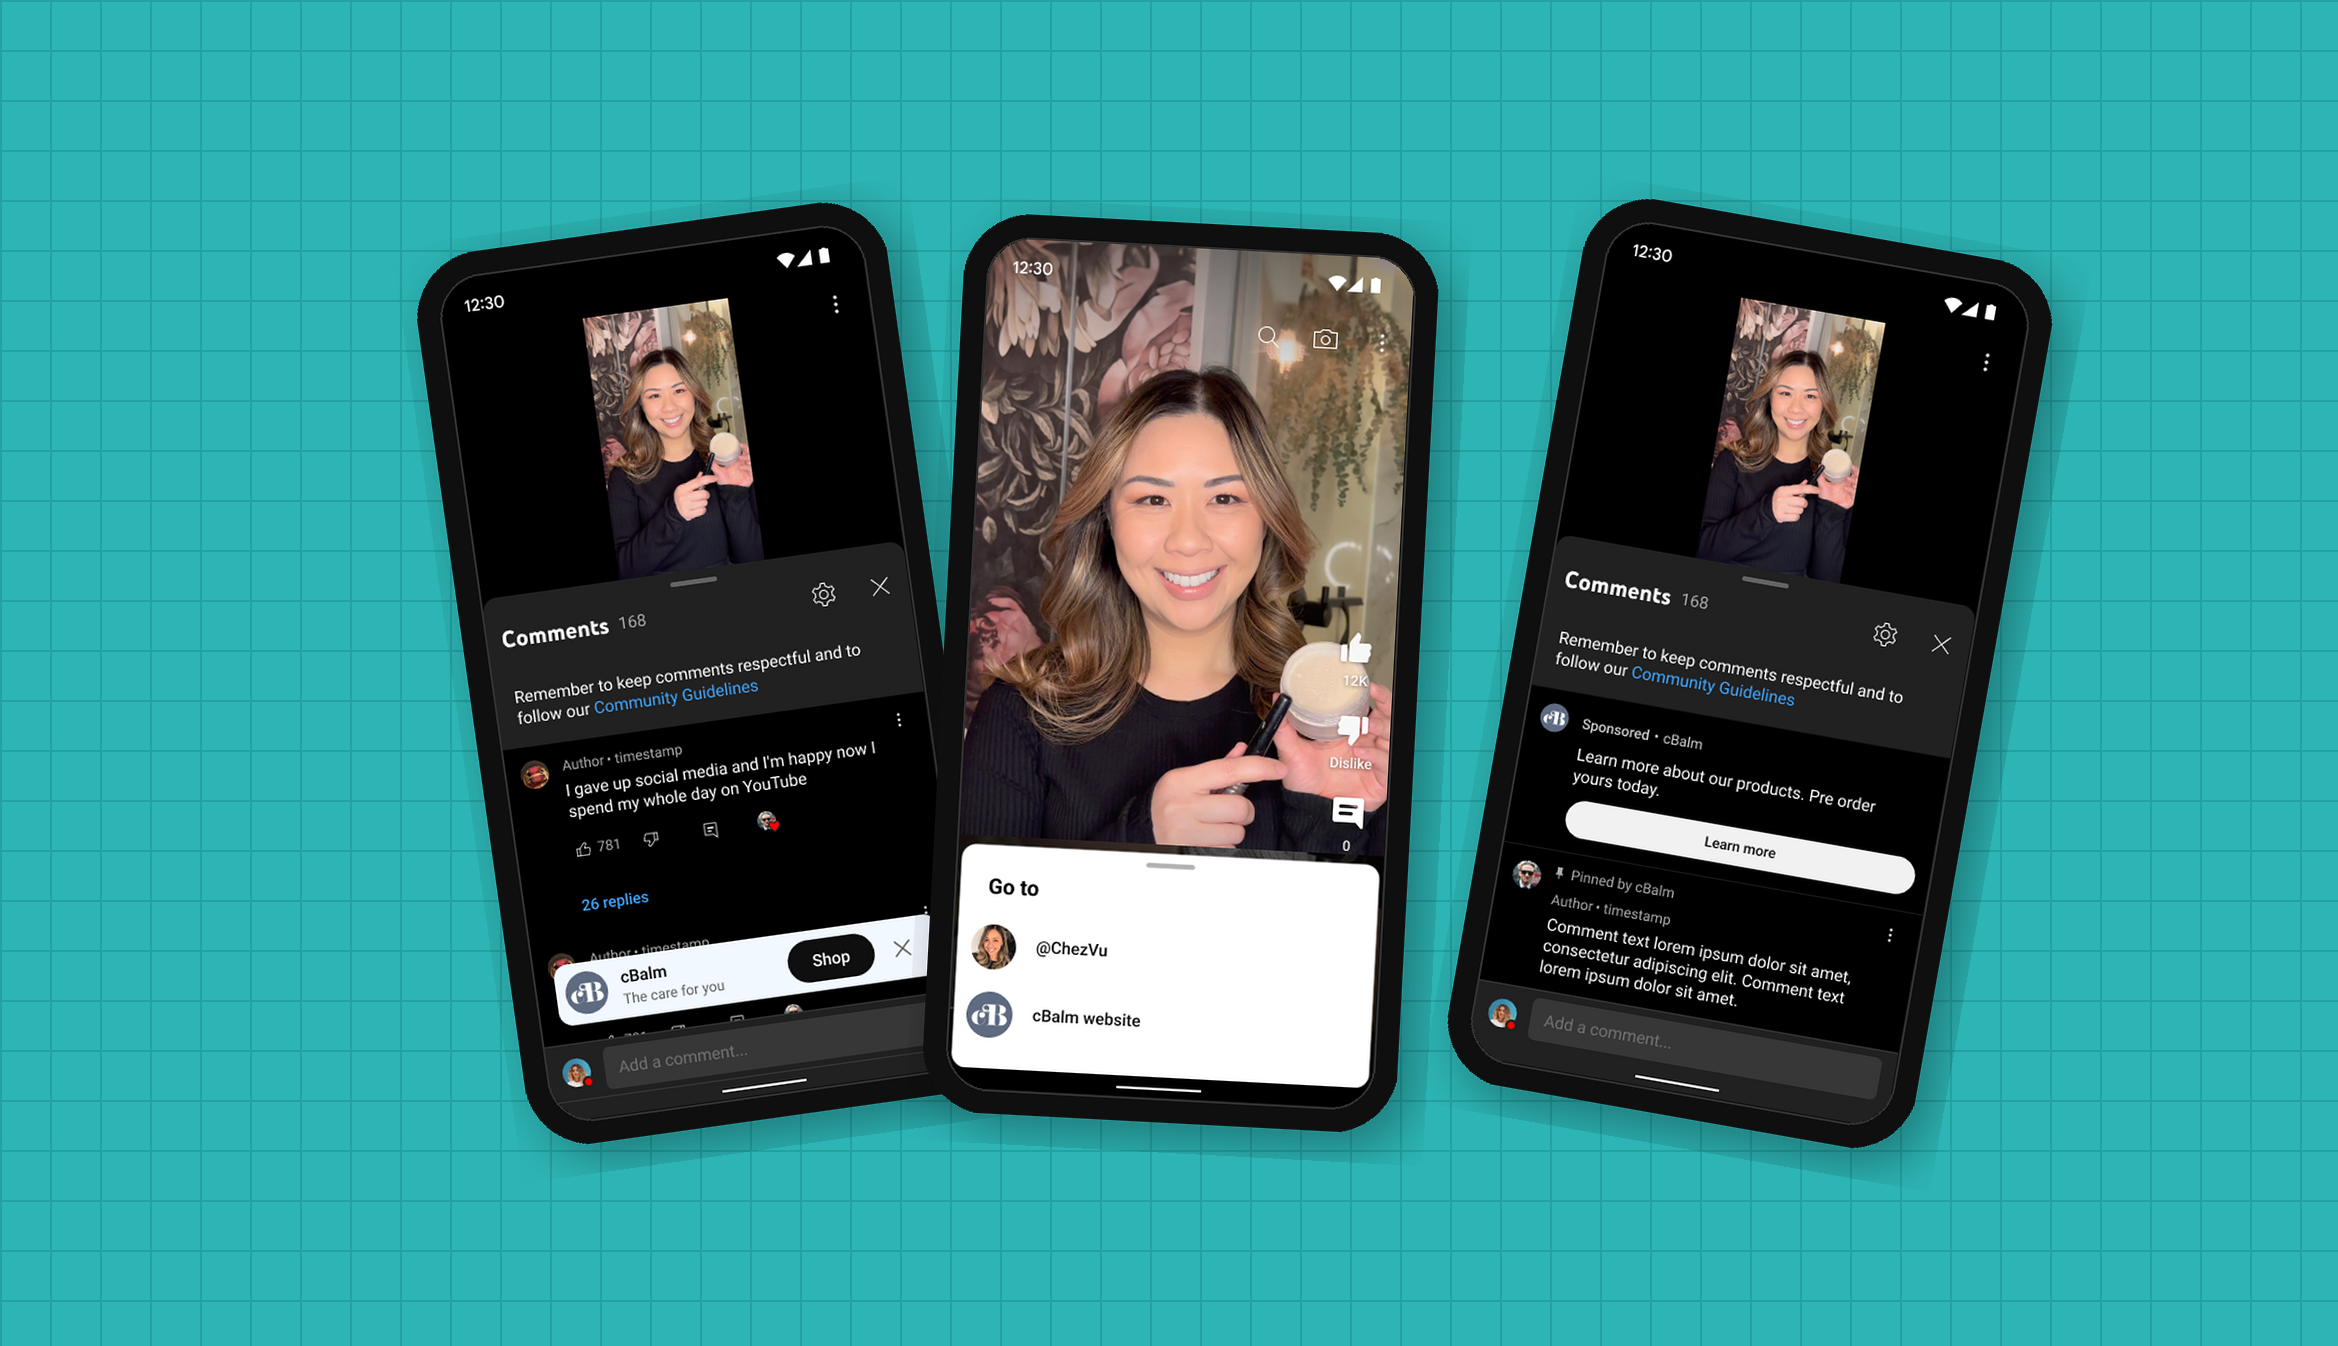 12:30
Comments 168
Remember to keep comments respectful and to
follow our Community Guidelines
Author • timestamp
I gave up social media and I'm happy now I
spend my whole day on YouTube
781
26 replies
Author • timestamp
cB
cBalm
The care for you
Shop
Add a comment...
12:30
12K
Dislike
0
Go to
@ChezVu
cB
cBalm website
12:30
Comments 168
Remember to keep comments respectful and to
follow our Community Guidelines
cB
Sponsored • cBalm
Learn more about our products. Pre order
yours today.
Learn more
Pinned by cBalm
Author • timestamp
Comment text lorem ipsum dolor sit amet,
consectetur adipiscing elit. Comment text
lorem ipsum dolor sit amet.
Add a comment...